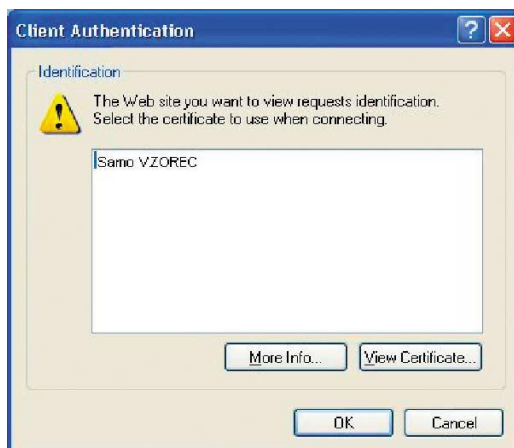 Client Authentication
Identification
The Web site you want to view requests identification.
Select the certificate to use when connecting.
Samo VZOREC
More Info...
View Certificate...
OK
Cancel